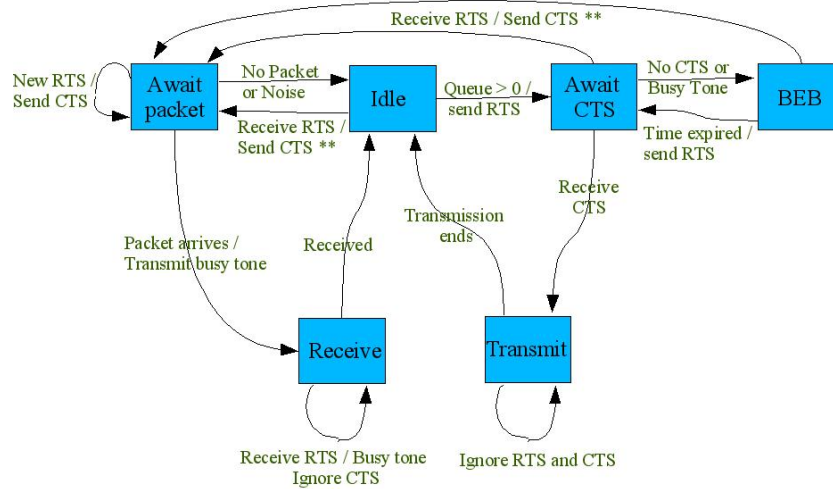 Receive RTS / Send CTS **
New RTS /
Send CTS
Await
packet
No Packet
or Noise
Idle
Queue > 0 /
send RTS
Await
CTS
No CTS or
Busy Tone
BEB
Receive RTS /
Send CTS **
Time expired /
send RTS
Receive
CTS
Packet arrives /
Transmit busy tone
Received
Transmission
ends
Receive
Transmit
Receive RTS / Busy tone
Ignore CTS
Ignore RTS and CTS